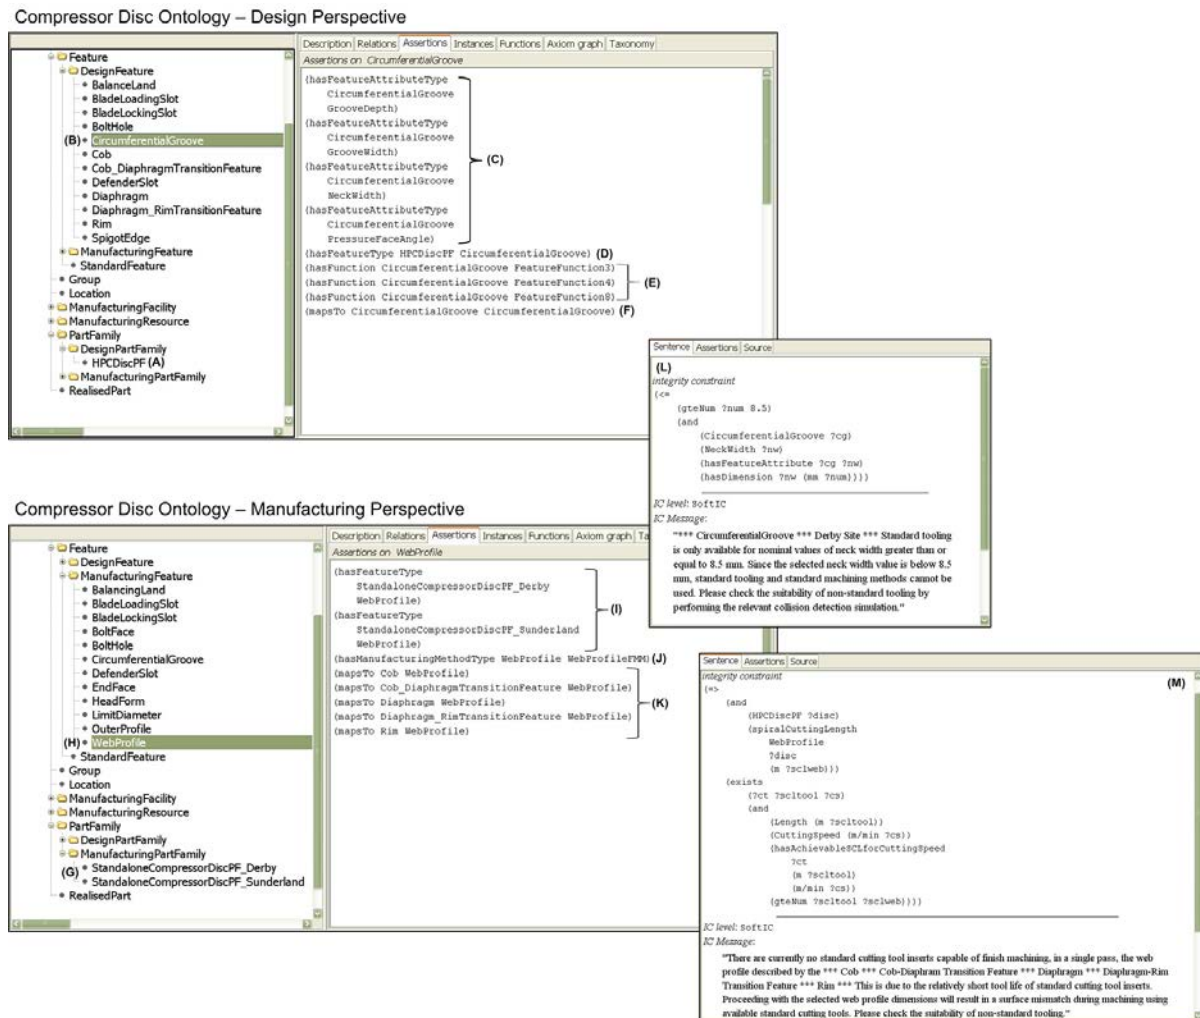 Compressor Disc Ontology – Design Perspective
Feature
DesignFeature
BalanceLand
BladeLoadingSlot
BladeLockingSlot
BoltHole
(B) CircumferentialGroove
Cob
Cob_DiaphragmTransitionFeature
DefenderSlot
Diaphragm
Diaphragm_RimTransitionFeature
Rim
SpigotEdge
ManufacturingFeature
StandardFeature
Group
Location
ManufacturingFacility
ManufacturingResource
PartFamily
DesignPartFamily
HPCDiscPF (A)
ManufacturingPartFamily
RealisedPart
Description Relations Assertions Instances Functions Axiom graph Taxonomy
Assertions on CircumferentialGroove
(hasFeatureAttributeType
CircumferentialGroove
GrooveDepth)
(hasFeatureAttributeType
CircumferentialGroove
GrooveWidth)
(hasFeatureAttributeType
CircumferentialGroove
NeckWidth)
(hasFeatureAttributeType
CircumferentialGroove
PressureFaceAngle)
(C)
(hasFeatureType HPCDiscPF CircumferentialGroove) (D)
(hasFunction CircumferentialGroove FeatureFunction3)
(hasFunction CircumferentialGroove FeatureFunction4)
(hasFunction CircumferentialGroove FeatureFunction8)
(E)
(mapsTo CircumferentialGroove CircumferentialGroove) (F)
Sentence Assertions Source
(L)
integrity constraint
(<=
(gteNum ?num 8.5)
(and
(CircumferentialGroove ?cg)
(NeckWidth ?nw)
(hasFeatureAttribute ?cg ?nw)
(hasDimension ?nw (mm ?num))))
IC level: SoftIC
IC Message:
"*** CircumferentialGroove *** Derby Site *** Standard tooling
is only available for nominal values of neck width greater than or
equal to 8.5 mm. Since the selected neck width value is below 8.5
mm, standard tooling and standard machining methods cannot be
used. Please check the suitability of non-standard tooling by
performing the relevant collision detection simulation."
Compressor Disc Ontology – Manufacturing Perspective
Feature
DesignFeature
ManufacturingFeature
BalancingLand
BladeLoadingSlot
BladeLockingSlot
BoltFace
BoltHole
CircumferentialGroove
DefenderSlot
EndFace
HeadForm
LimitDiameter
OuterProfile
(H) WebProfile
StandardFeature
Group
Location
ManufacturingFacility
ManufacturingResource
PartFamily
DesignPartFamily
ManufacturingPartFamily
(G) StandaloneCompressorDiscPF_Derby
StandaloneCompressorDiscPF_Sunderland
RealisedPart
Description Relations Assertions Instances Functions Axiom graph Ta
Assertions on WebProfile
(hasFeatureType
StandaloneCompressorDiscPF_Derby
WebProfile)
(hasFeatureType
StandaloneCompressorDiscPF_Sunderland
WebProfile)
(I)
(hasManufacturingMethodType WebProfile WebProfileFMM) (J)
(mapsTo Cob WebProfile)
(mapsTo Cob_DiaphragmTransitionFeature WebProfile)
(mapsTo Diaphragm WebProfile)
(mapsTo Diaphragm_RimTransitionFeature WebProfile)
(mapsTo Rim WebProfile)
(K)
Sentence Assertions Source
(M)
integrity constraint
(=>
(and
(HPCDiscPF ?disc)
(spiralCuttingLength
WebProfile
?disc
(m ?sclweb)))
(exists
(?ct ?scltool ?cs)
(and
(Length (m ?scltool))
(CuttingSpeed (m/min ?cs))
(hasAchievableSCLforCuttingSpeed
?ct
(m ?scltool)
(m/min ?cs))
(gteNum ?scltool ?sclweb))))
IC level: SoftIC
IC Message:
"There are currently no standard cutting tool inserts capable of finish machining, in a single pass, the web
profile described by the *** Cob *** Cob-Diaphram Transition Feature *** Diaphragm *** Diaphragm-Rim
Transition Feature *** Rim *** This is due to the relatively short tool life of standard cutting tool inserts.
Proceeding with the selected web profile dimensions will result in a surface mismatch during machining using
available standard cutting tools. Please check the suitability of non-standard tooling."